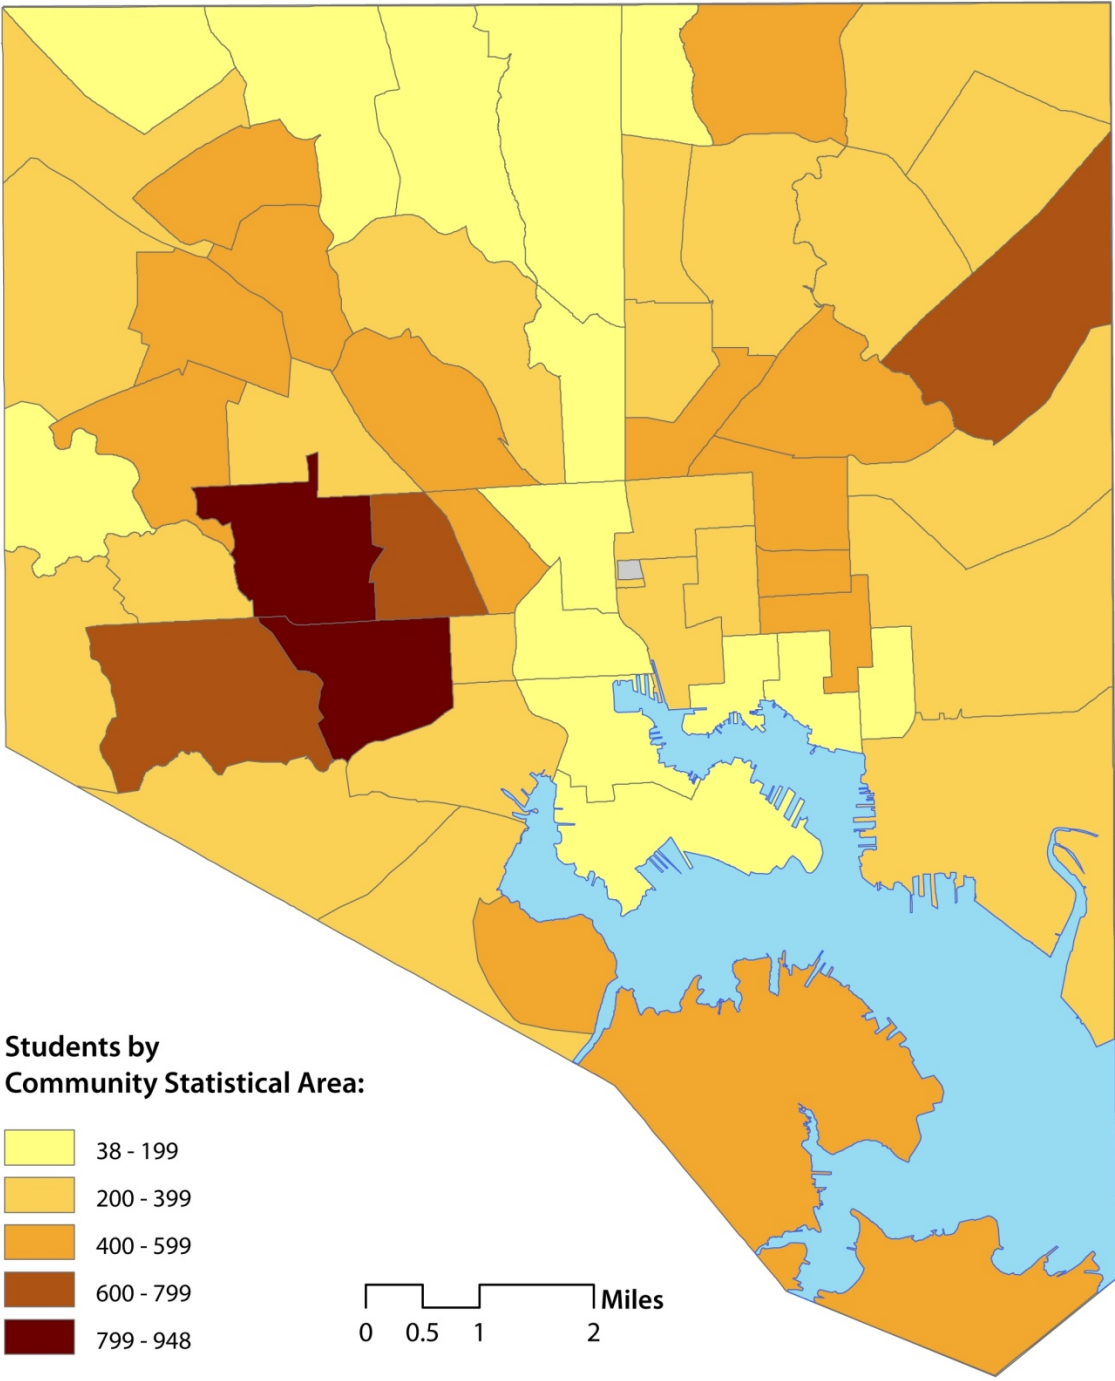 Students by
Community Statistical Area:
38 - 199
200 - 399
400 - 599
600 - 799
799 - 948
Miles
0 0.5 1 2